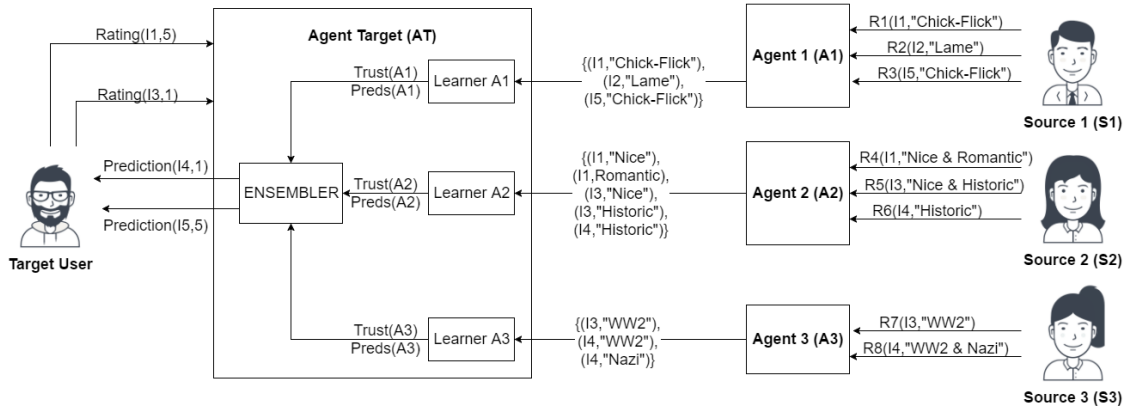 Rating(I1,5)
Rating(I3,1)
Prediction(I4,1)
Prediction(I5,5)
Target User
Agent Target (AT)
ENSEMBLER
Trust(A1)
Preds(A1)
Learner A1
Trust(A2)
Preds(A2)
Learner A2
Trust(A3)
Preds(A3)
Learner A3
{(I1,"Chick-Flick"),
(I2,"Lame"),
(I5,"Chick-Flick")}
{(I1,"Nice"),
(I1,Romantic),
(I3,"Nice"),
(I3,"Historic"),
(I4,"Historic")}
{(I3,"WW2"),
(I4,"WW2"),
(I4,"Nazi")}
Agent 1 (A1)
Agent 2 (A2)
Agent 3 (A3)
R1(I1,"Chick-Flick")
R2(I2,"Lame")
R3(I5,"Chick-Flick")
Source 1 (S1)
R4(I1,"Nice & Romantic")
R5(I3,"Nice & Historic")
R6(I4,"Historic")
Source 2 (S2)
R7(I3,"WW2")
R8(I4,"WW2 & Nazi")
Source 3 (S3)